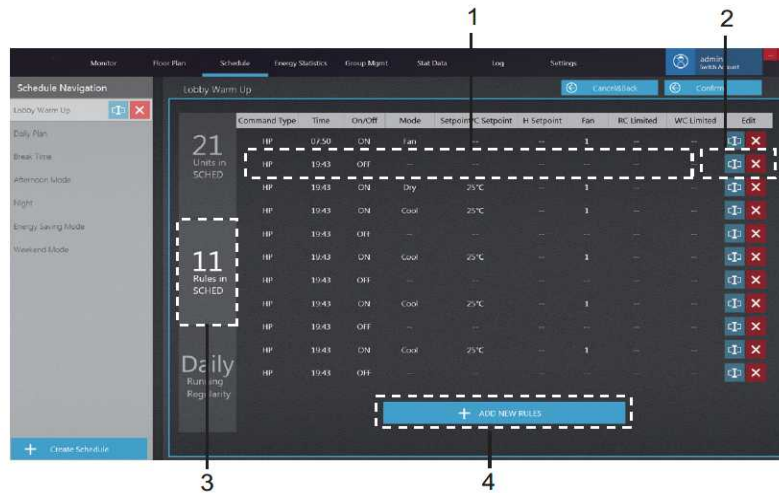 1
2
Monitor Floor Plan Schedule Energy Statistics Group Mgmt Stat Data Log Settings admin
Switch Account
Schedule Navigation
Lobby Warm Up
Daily Plan
Break Time
Afternoon Mode
Night
Energy Saving Mode
Weekend Mode
+ Create Schedule
Lobby Warm Up Cancel&Back Confirm
21
Units in
SCHED
11
Rules in
SCHED
Daily
Running
Regularity
Command Type Time On/Off Mode Setpoint/C Setpoint H Setpoint Fan RC Limited WC Limited Edit
HP 07:50 ON Fan -- -- 1 -- --
HP 19:43 OFF -- -- -- -- -- --
HP 19:43 ON Dry 25°C -- 1 -- --
HP 19:43 ON Cool 25°C -- 1 -- --
HP 19:43 OFF -- -- -- -- -- --
HP 19:43 ON Cool 25°C -- 1 -- --
HP 19:43 OFF -- -- -- -- -- --
HP 19:43 ON Cool 25°C -- 1 -- --
HP 19:43 OFF -- -- -- -- -- --
HP 19:43 ON Cool 25°C -- 1 -- --
HP 19:43 OFF -- -- -- -- -- --
+ ADD NEW RULES
3
4